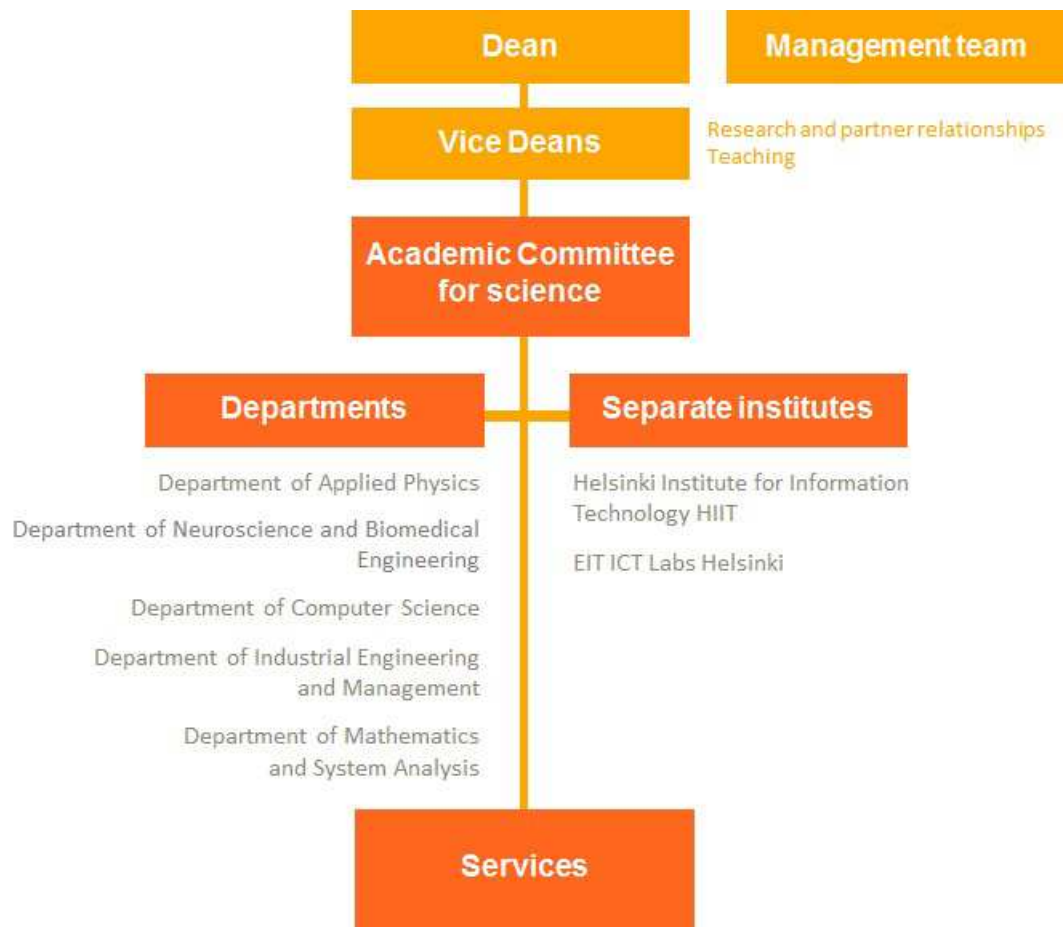 Dean
Management team
Vice Deans
Research and partner relationships
Teaching
Academic Committee
for science
Departments
Separate institutes
Department of Applied Physics
Department of Neuroscience and Biomedical
Engineering
Department of Computer Science
Department of Industrial Engineering
and Management
Department of Mathematics
and System Analysis
Helsinki Institute for Information
Technology HIIT
EIT ICT Labs Helsinki
Services